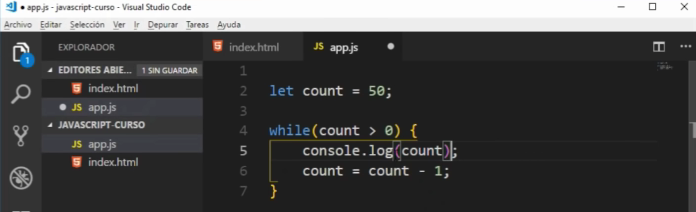 app.js - javascript-curso - Visual Studio Code
Archivo Editar Selección Ver Ir Depurar Tareas Ayuda
EXPLORADOR
index.html
JS app.js
EDITORES ABIE... 1 SIN GUARDAR
index.html
JS app.js
JAVASCRIPT-CURSO
JS app.js
index.html
1
1
2 let count = 50;
3
4 while(count > 0) {
5 console.log(count);
6 count = count - 1;
7 }